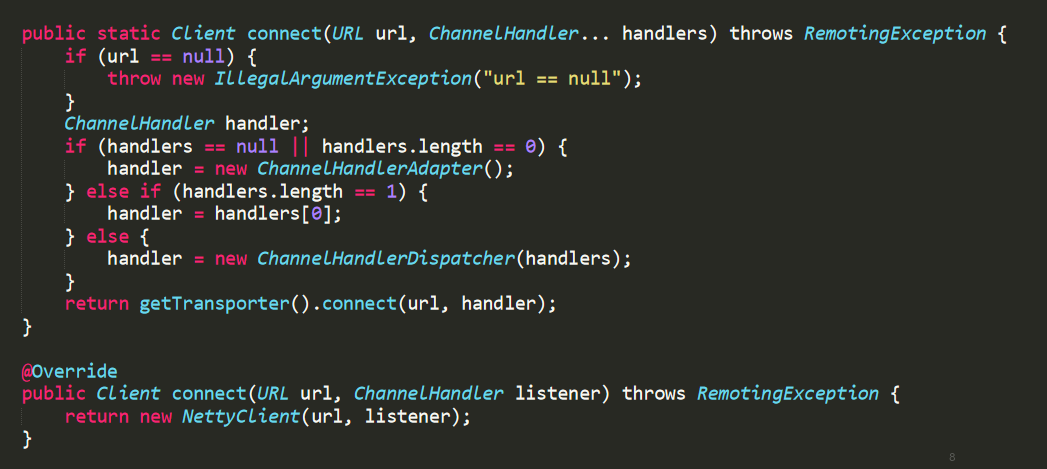 public static Client connect(URL url, ChannelHandler... handlers) throws RemotingException {
    if (url == null) {
        throw new IllegalArgumentException("url == null");
    }
    ChannelHandler handler;
    if (handlers == null || handlers.length == 0) {
        handler = new ChannelHandlerAdapter();
    } else if (handlers.length == 1) {
        handler = handlers[0];
    } else {
        handler = new ChannelHandlerDispatcher(handlers);
    }
    return getTransporter().connect(url, handler);
}

@Override
public Client connect(URL url, ChannelHandler listener) throws RemotingException {
    return new NettyClient(url, listener);
}
8